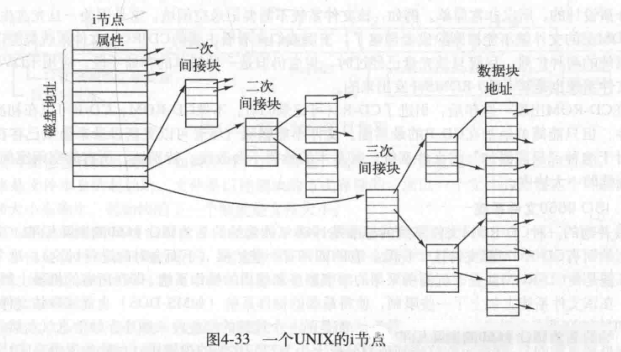 i节点
属性
磁盘地址
一次
间接块
二次
间接块
三次
间接块
数据块
地址
图4-33 一个UNIX的i节点